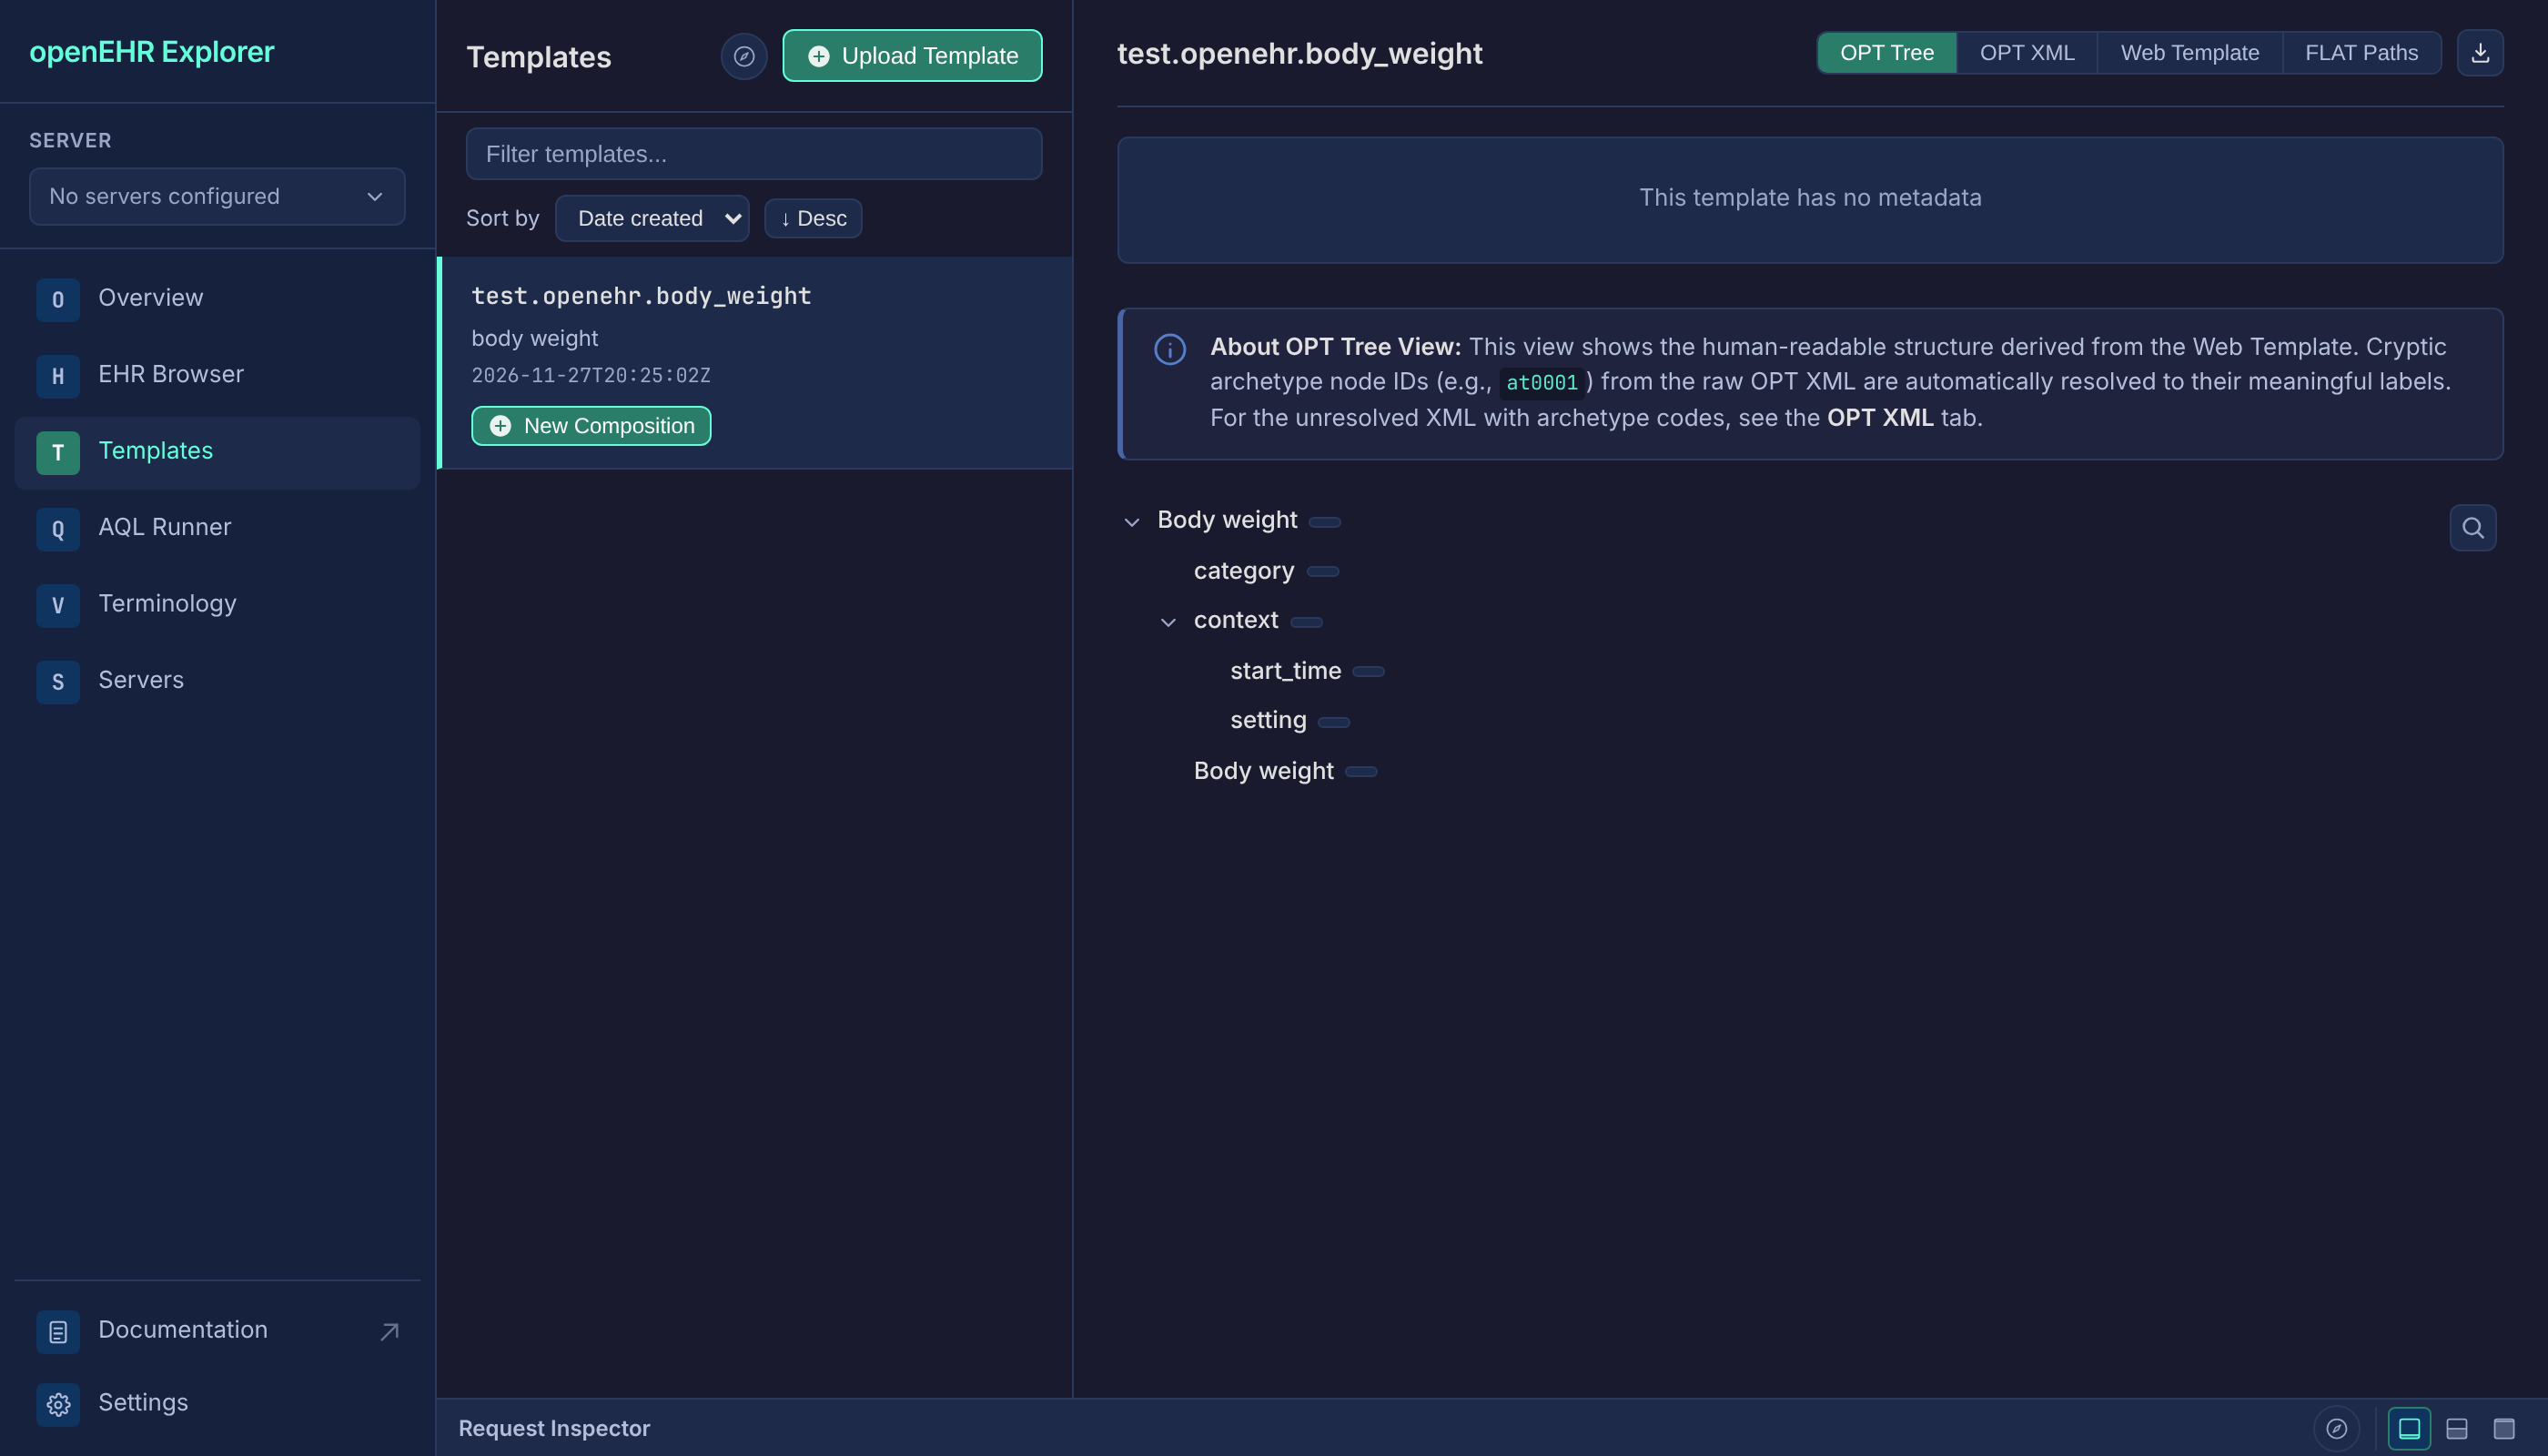 openEHR Explorer
SERVER
No servers configured
O Overview
H EHR Browser
T Templates
Q AQL Runner
V Terminology
S Servers
Documentation
Settings
Templates
Upload Template
Filter templates...
Sort by Date created ↓ Desc
test.openehr.body_weight
body weight
2026-11-27T20:25:02Z
New Composition
test.openehr.body_weight
OPT Tree OPT XML Web Template FLAT Paths
This template has no metadata
About OPT Tree View: This view shows the human-readable structure derived from the Web Template. Cryptic
archetype node IDs (e.g., at0001) from the raw OPT XML are automatically resolved to their meaningful labels.
For the unresolved XML with archetype codes, see the OPT XML tab.
Body weight
category
context
start_time
setting
Body weight
Request Inspector